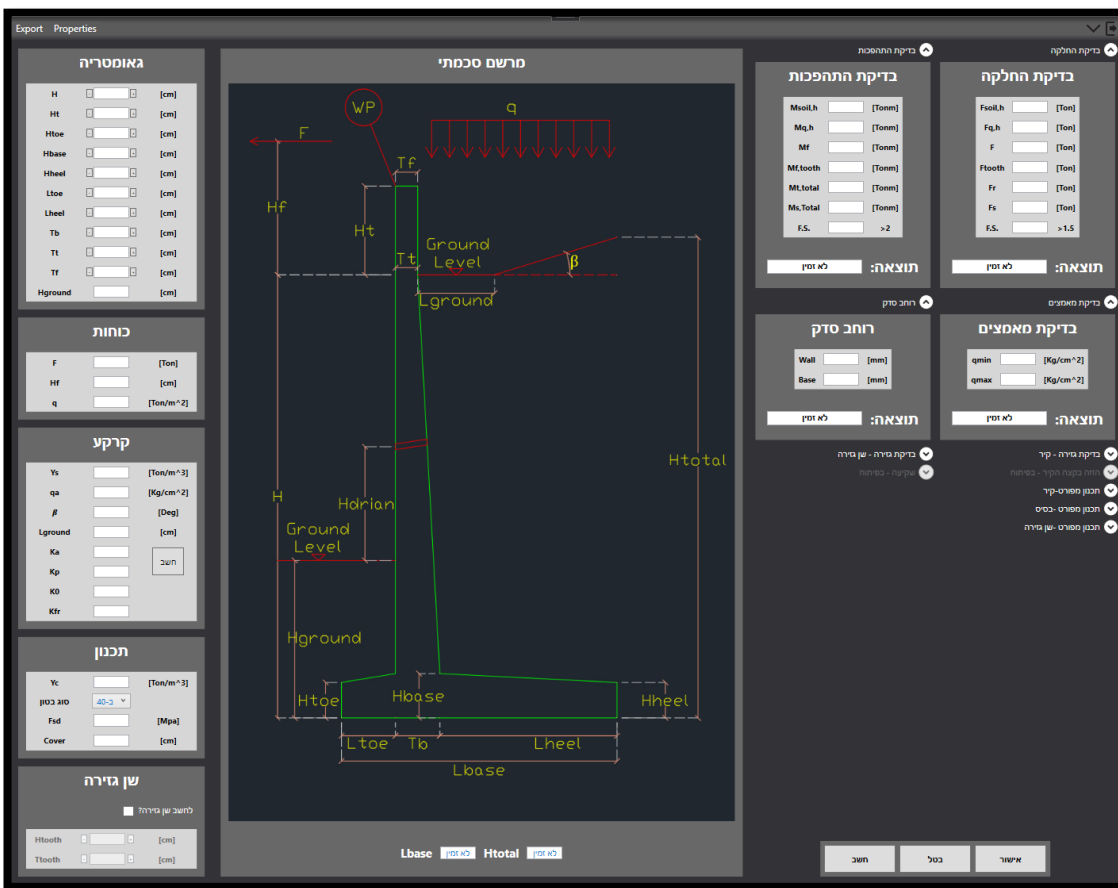 Export Properties
גאומטריה
H [cm]
Ht [cm]
Htoe [cm]
Hbase [cm]
Hheel [cm]
Ltoe [cm]
Lheel [cm]
Tb [cm]
Tt [cm]
Tf [cm]
Hground [cm]
כוחות
F [Ton]
Hf [cm]
q [Ton/m^2]
קרקע
Ys [Ton/m^3]
qa [Kg/cm^2]
β [Deg]
Lground [cm]
Ka
חשב
Kp
K0
Kfr
תכנון
Yc [Ton/m^3]
סוג בטון ב-40
Fsd [Mpa]
Cover [cm]
שן גזירה
לחשב שן גזירה?
Htooth [cm]
Ttooth [cm]
מרשם סכמתי
WP
q
F
Tf
Hf
Ht
Ground
Level
Tt
β
Lground
Htotal
H
Hdrian
Ground
Level
Hground
Htoe
Hbase
Hheel
Ltoe Tb Lheel
Lbase
Lbase לא זמין Htotal לא זמין
בדיקת החלקה
בדיקת החלקה
Fsoil,h [Ton]
Fq,h [Ton]
F [Ton]
Ftooth [Ton]
Fr [Ton]
Fs [Ton]
F.S. >1.5
תוצאה: לא זמין
בדיקת התהפכות
בדיקת התהפכות
Msoil,h [Tonm]
Mq,h [Tonm]
Mf [Tonm]
Mf,tooth [Tonm]
Mt,total [Tonm]
Ms,Total [Tonm]
F.S. >2
תוצאה: לא זמין
בדיקת מאמצים
בדיקת מאמצים
qmin [Kg/cm^2]
qmax [Kg/cm^2]
תוצאה: לא זמין
רוחב סדק
רוחב סדק
Wall [mm]
Base [mm]
תוצאה: לא זמין
בדיקת גזירה - קיר
בדיקת גזירה - שן גזירה
הזזה בקצה הקיר - בפיתוח
שקיעה - בפיתוח
תכנון מפורט-קיר
תכנון מפורט -בסיס
תכנון מפורט -שן גזירה
אישור
בטל
חשב